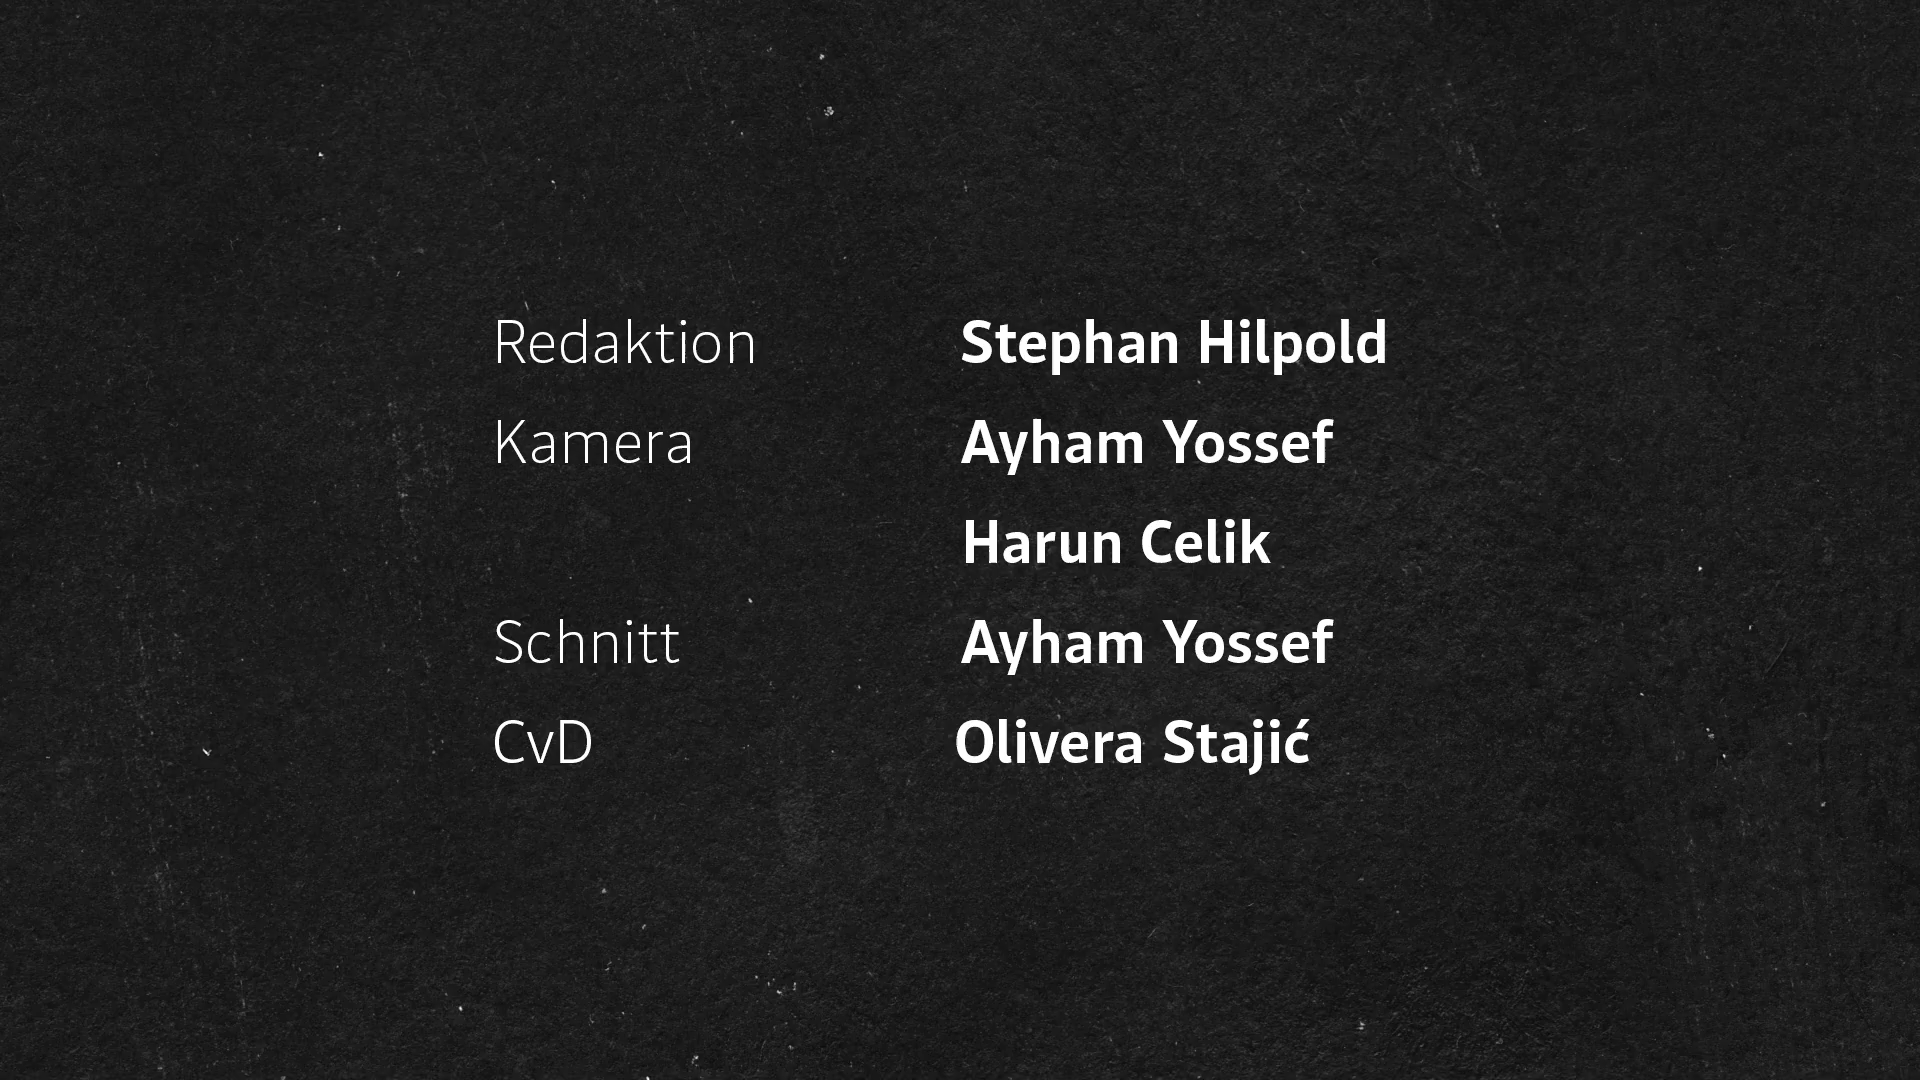 Redaktion Stephan Hilpold
Kamera Ayham Yossef
Harun Celik
Schnitt Ayham Yossef
CvD Olivera Stajić